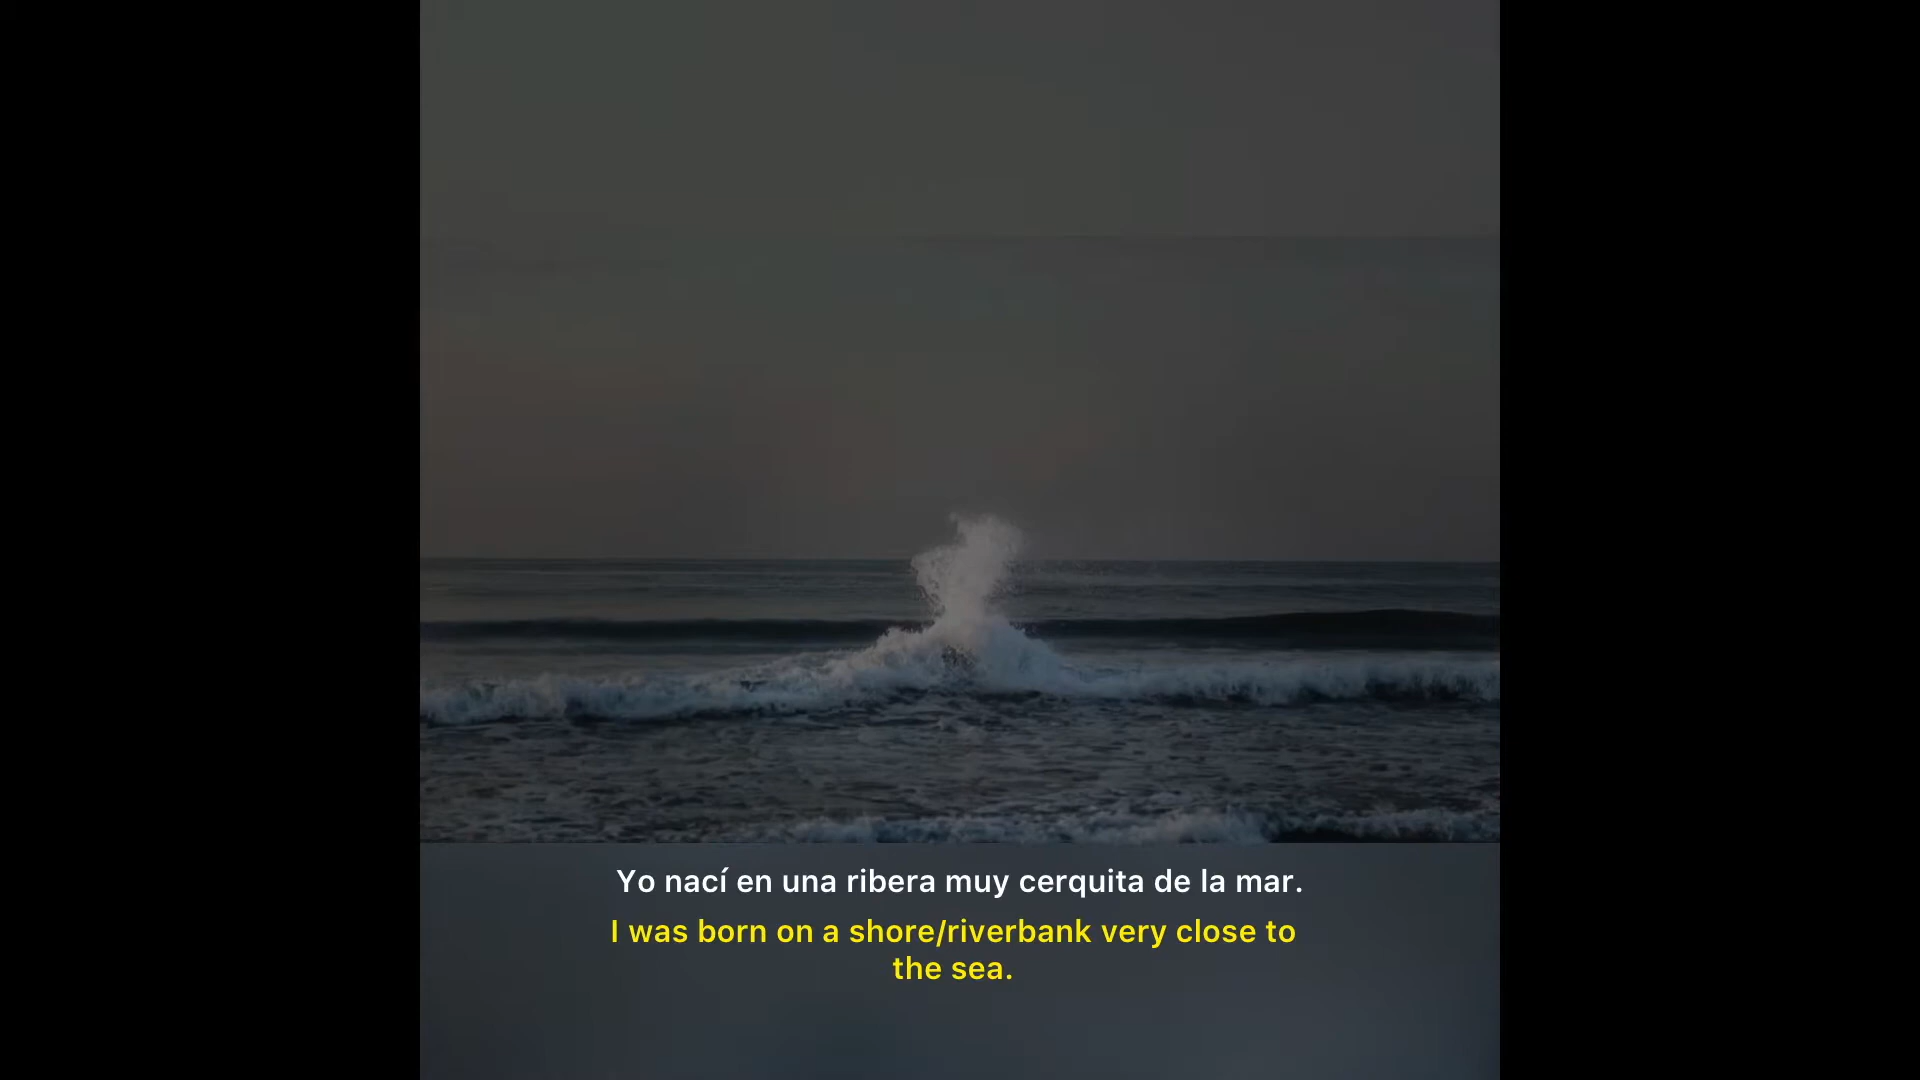 Yo nací en una ribera muy cerquita de la mar.
I was born on a shore/riverbank very close to
the sea.